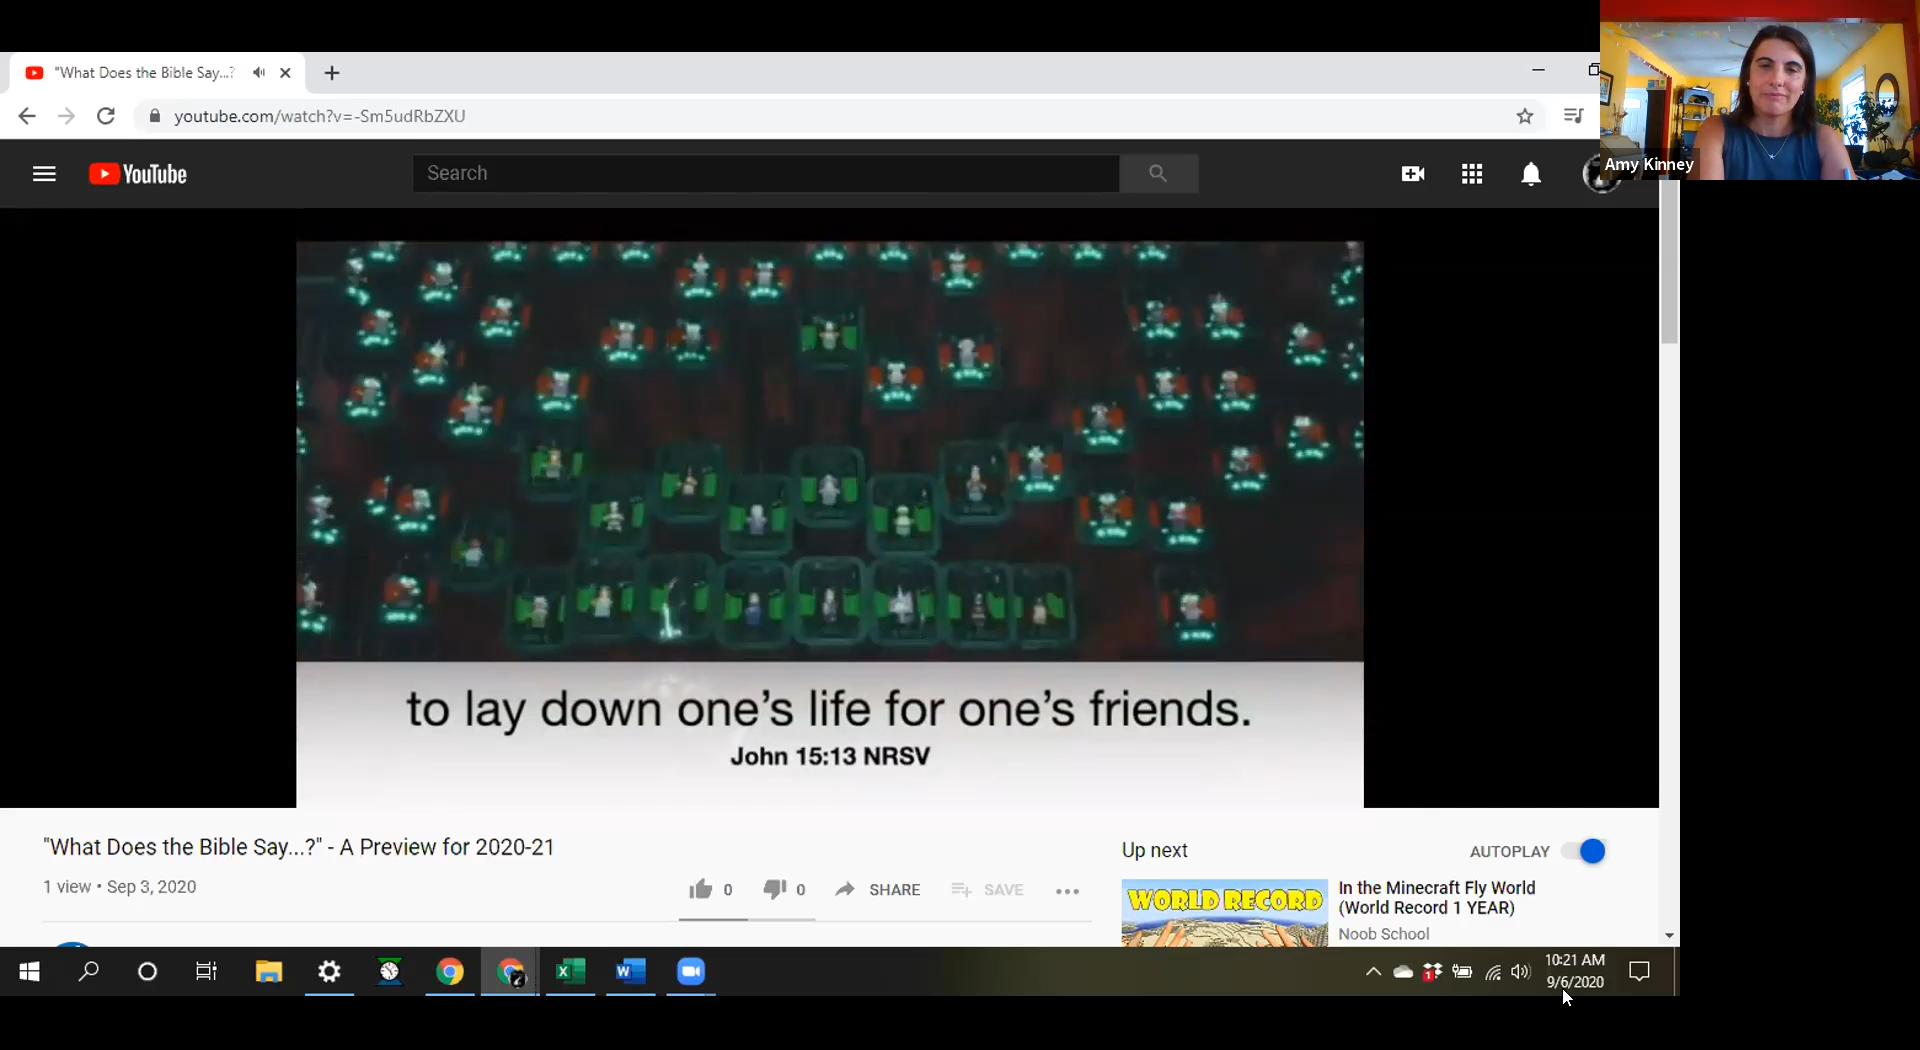 "What Does the Bible Say...?
youtube.com/watch?v=-Sm5udRbZXU
Amy Kinney
YouTube
Search
to lay down one's life for one's friends.
John 15:13 NRSV
"What Does the Bible Say...?" - A Preview for 2020-21
1 view • Sep 3, 2020
0
0
SHARE
SAVE
Up next
AUTOPLAY
WORLD RECORD
In the Minecraft Fly World
(World Record 1 YEAR)
Noob School
10:21 AM
9/6/2020